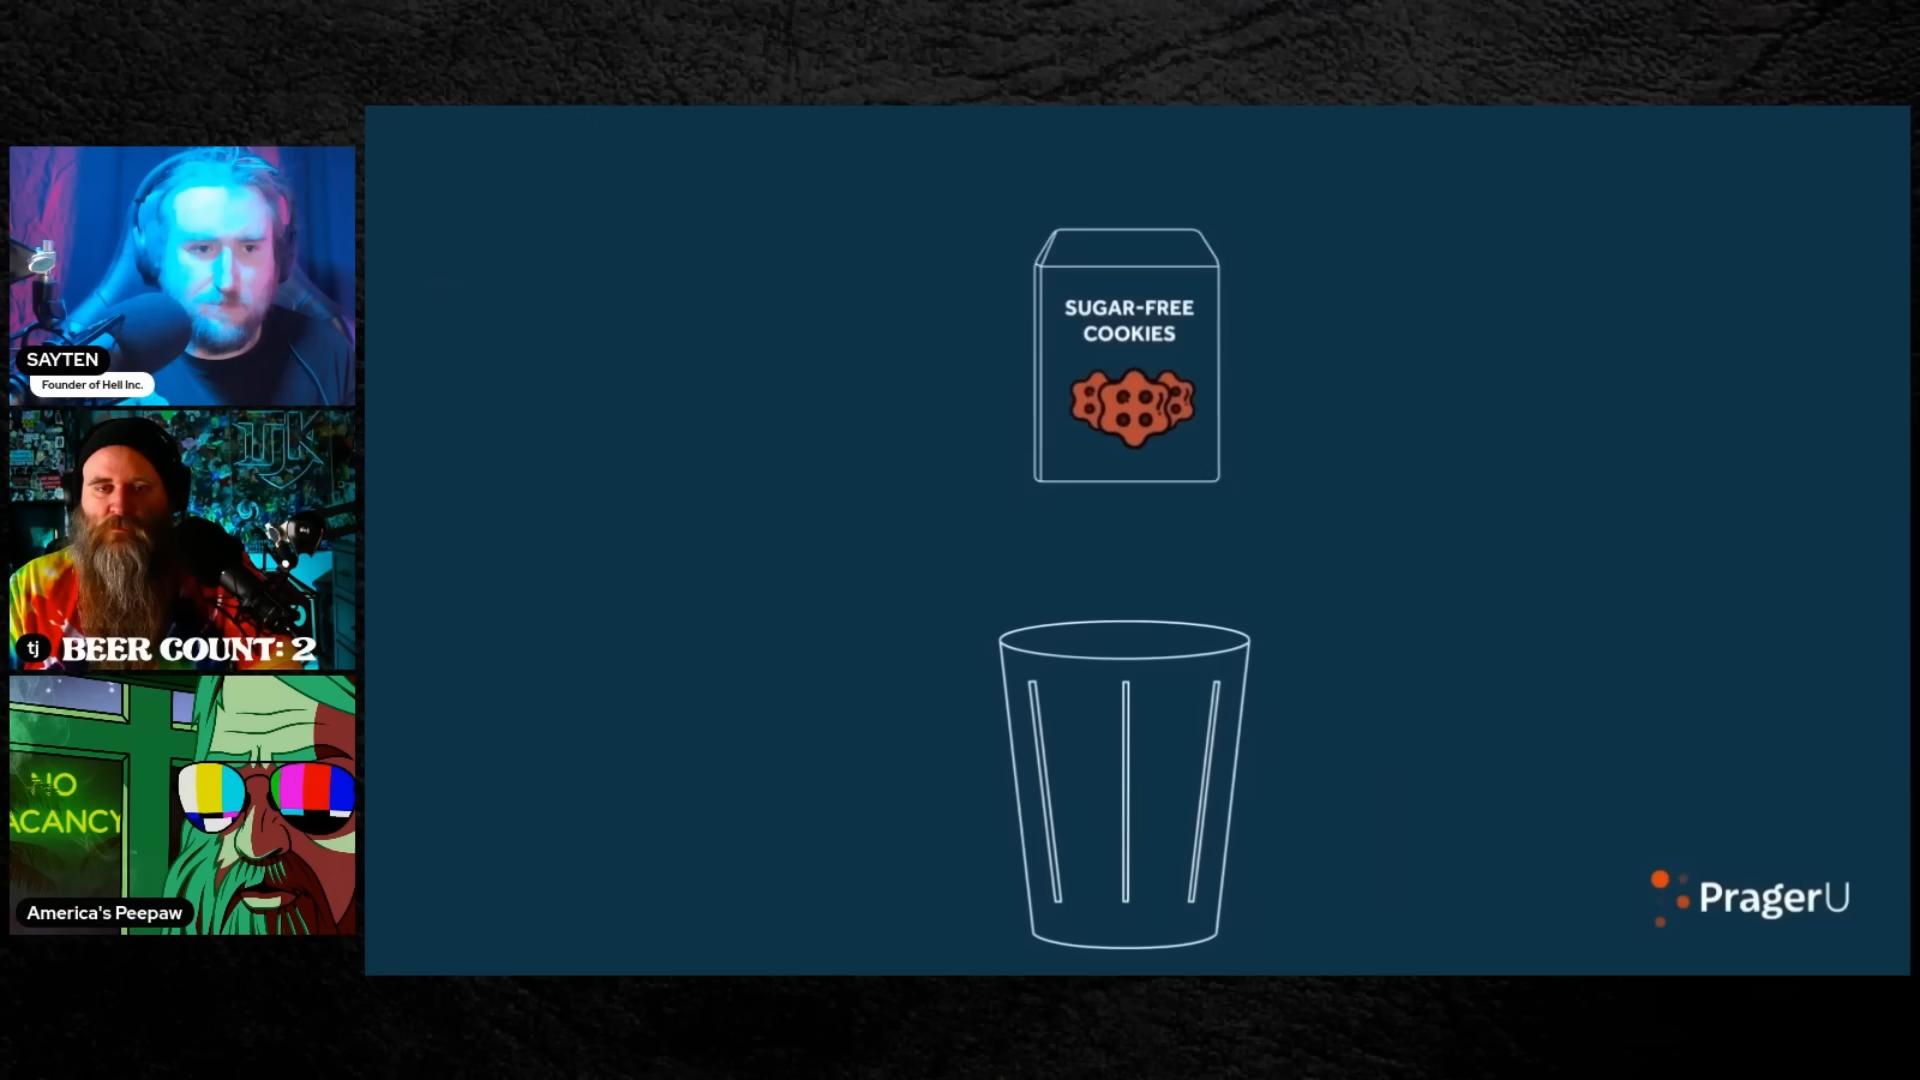 SAYTEN
Founder of Hell Inc.
tj
BEER COUNT: 2
NO
ACANCY
America's Peepaw
SUGAR-FREE
COOKIES
PragerU